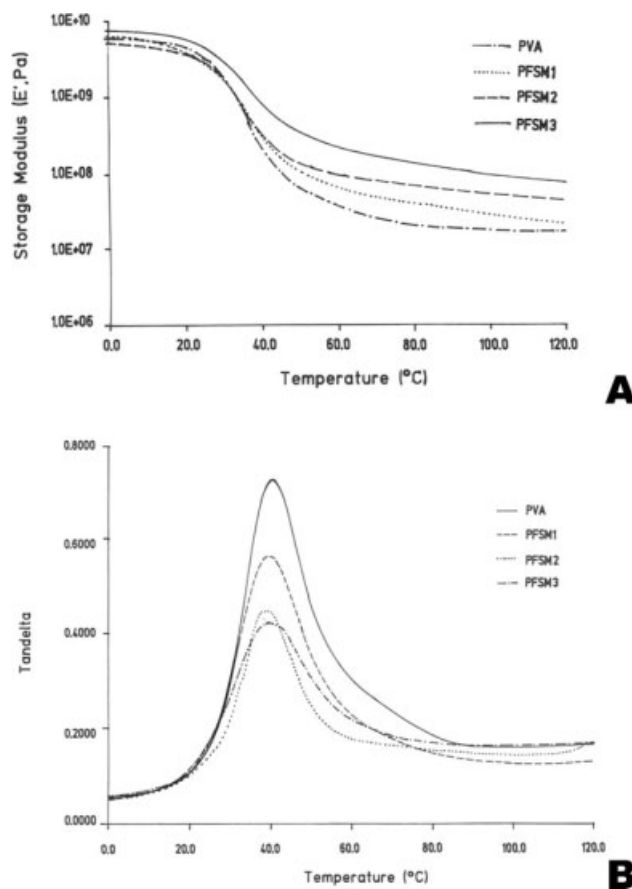 1.0E+10
1.0E+09
1.0E+08
1.0E+07
1.0E+06
Storage Modulus (E',Pa)
PVA
PFSM1
PFSM2
PFSM3
0.0 20.0 40.0 60.0 80.0 100.0 120.0
Temperature (°C)
A
0.8000
0.6000
0.4000
0.2000
0.0000
Tandelta
PVA
PFSM1
PFSM2
PFSM3
0.0 20.0 40.0 60.0 80.0 100.0 120.0
Temperature (°C)
B